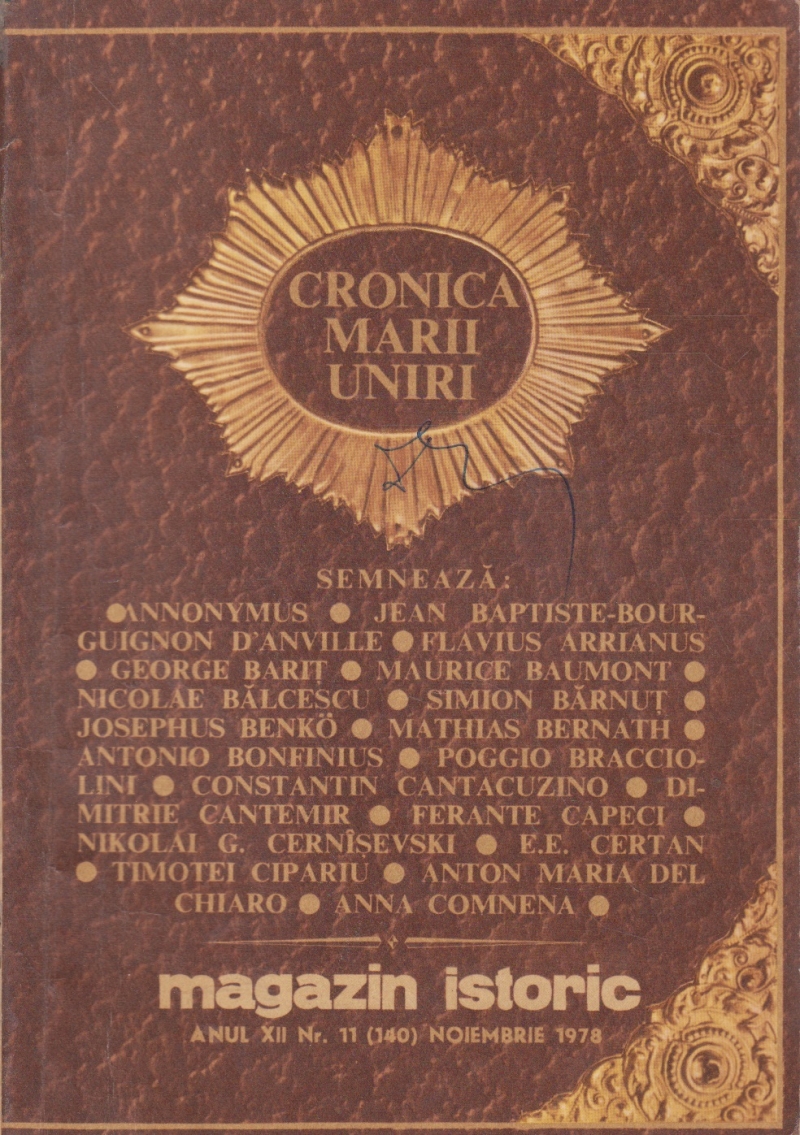 CRONICA
MARII
UNIRI
SEMNEAZĂ:
● ANNONYMUS ● JEAN BAPTISTE-BOUR-
GUIGNON D'ANVILLE ● FLAVIUS ARRIANUS
● GEORGE BARIȚ ● MAURICE BAUMONT ●
NICOLAE BĂLCESCU ● SIMION BĂRNUȚ ●
JOSEPHUS BENKÖ ● MATHIAS BERNATH ●
ANTONIO BONFINIUS ● POGGIO BRACCIO-
LINI ● CONSTANTIN CANTACUZINO ● DI-
MITRIE CANTEMIR ● FERANTE CAPECI ●
NIKOLAI G. CERNÎȘEVSKI ● E.E. CERTAN
● TIMOTEI CIPARIU ● ANTON MARIA DEL
CHIARO ● ANNA COMNENA ●
magazin istoric
ANUL XII Nr. 11 (140) NOIEMBRIE 1978